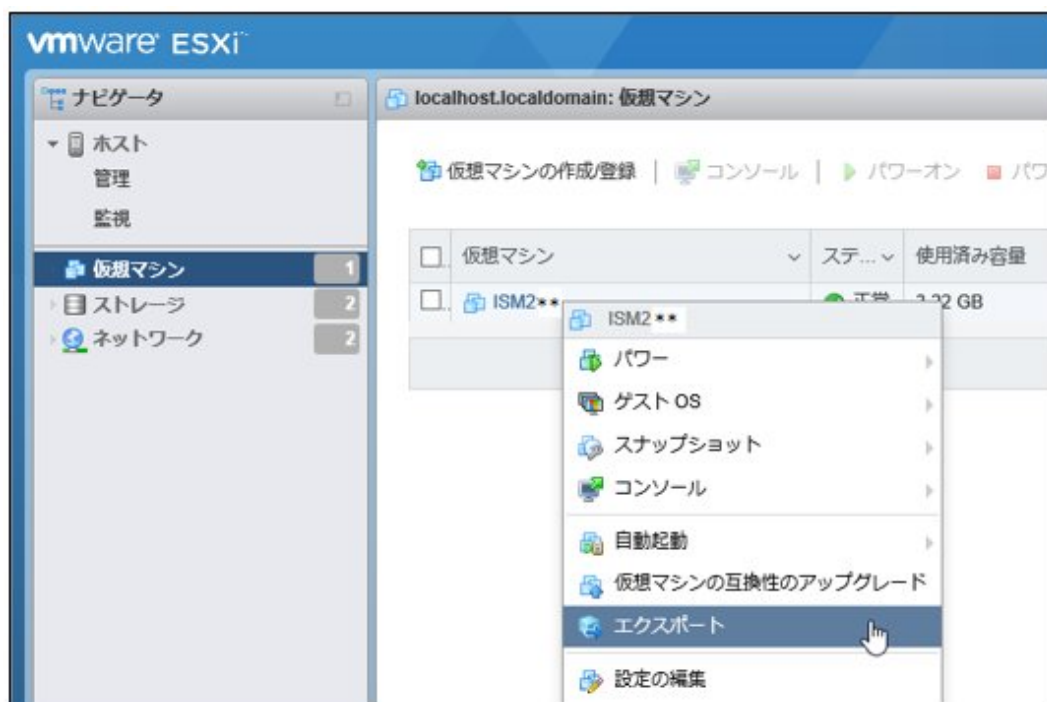 vmware ESXi
ナビゲータ
localhost.localdomain: 仮想マシン
ホスト
管理
監視
仮想マシン 1
ストレージ 2
ネットワーク 2
仮想マシンの作成/登録 | コンソール | パワーオン パワ
仮想マシン ステ... 使用済み容量
ISM2** 正常 GB
ISM2**
パワー
ゲスト OS
スナップショット
コンソール
自動起動
仮想マシンの互換性のアップグレード
エクスポート
設定の編集